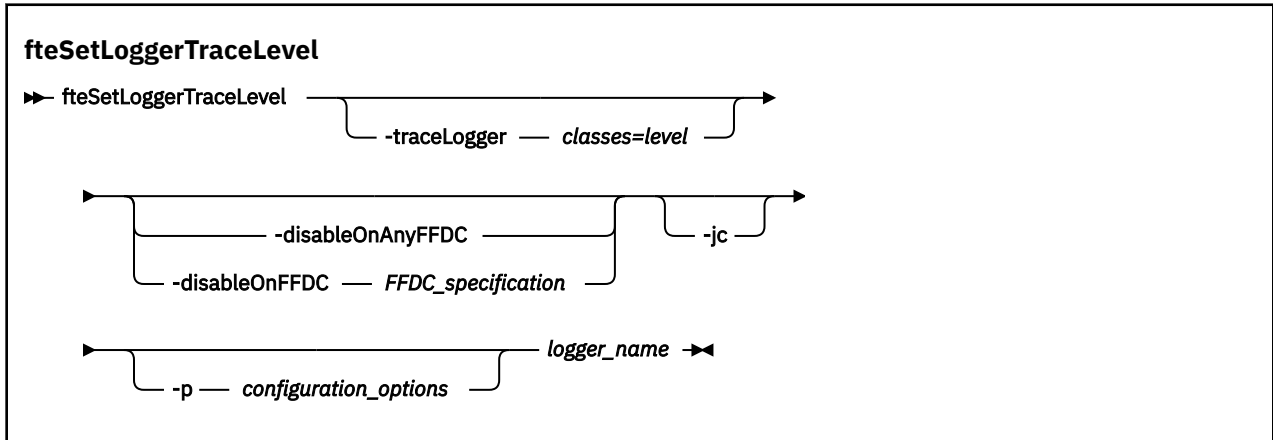 fteSetLoggerTraceLevel
fteSetLoggerTraceLevel
-traceLogger classes=level
-disableOnAnyFFDC
-jc
-disableOnFFDC FFDC_specification
logger_name
-p configuration_options